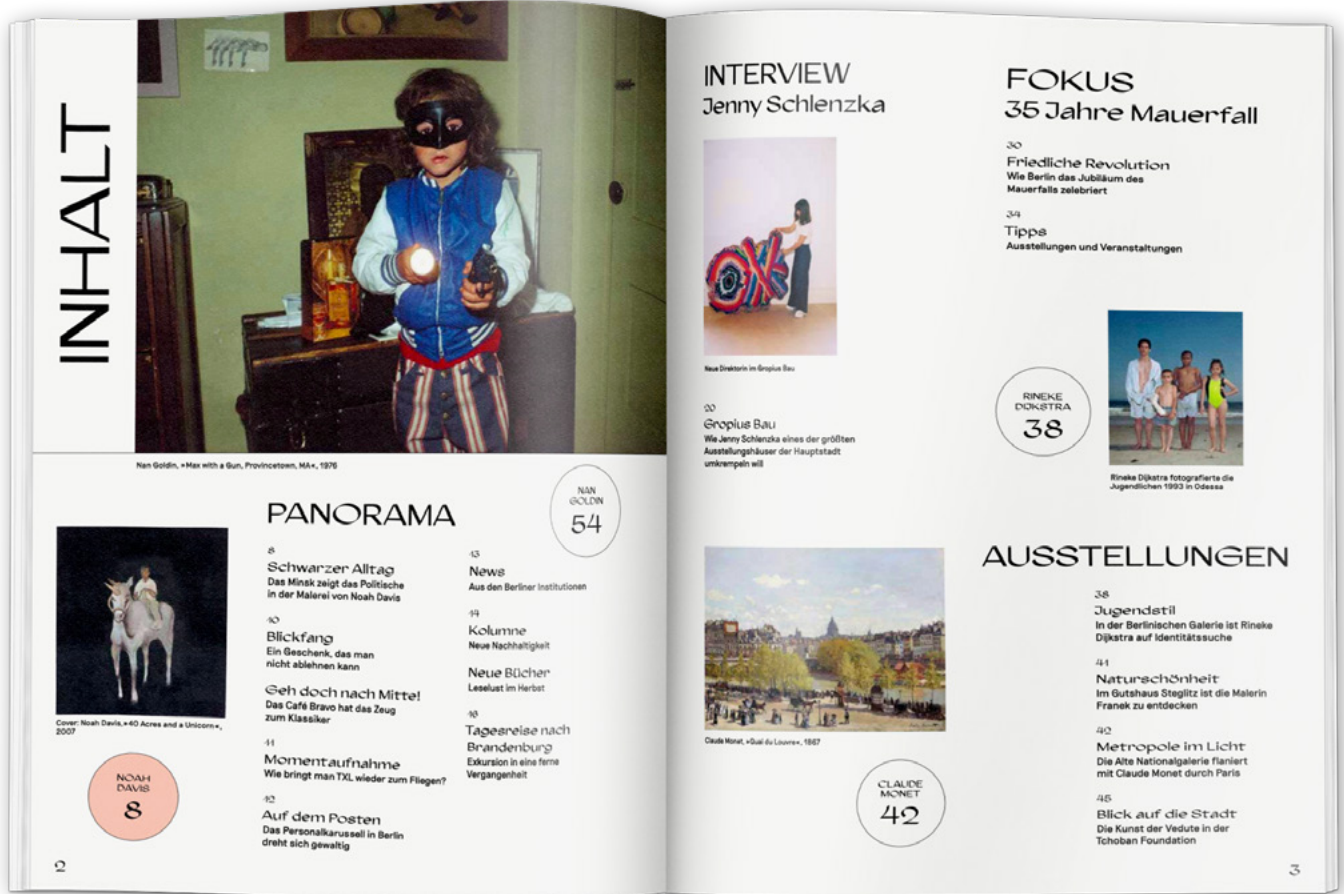 INHALT
Nan Goldin, »Max with a Gun, Provincetown, MA«, 1976
NAN
GOLDIN
54
Cover: Noah Davis, »40 Acres and a Unicorn«,
2007
NOAH
DAVIS
8
PANORAMA
8
Schwarzer Alltag
Das Minsk zeigt das Politische
in der Malerei von Noah Davis
10
Blickfang
Ein Geschenk, das man
nicht ablehnen kann
Geh doch nach Mitte!
Das Café Bravo hat das Zeug
zum Klassiker
11
Momentaufnahme
Wie bringt man TXL wieder zum Fliegen?
12
Auf dem Posten
Das Personalkarussell in Berlin
dreht sich gewaltig
13
News
Aus den Berliner Institutionen
14
Kolumne
Neue Nachhaltigkeit
Neue Bücher
Leselust im Herbst
16
Tagesreise nach
Brandenburg
Exkursion in eine ferne
Vergangenheit
2
INTERVIEW
Jenny Schlenzka
Neue Direktorin im Gropius Bau
20
Gropius Bau
Wie Jenny Schlenzka eines der größten
Ausstellungshäuser der Hauptstadt
umkrempeln will
Claude Monet, »Quai du Louvre«, 1867
CLAUDE
MONET
42
FOKUS
35 Jahre Mauerfall
30
Friedliche Revolution
Wie Berlin das Jubiläum des
Mauerfalls zelebriert
34
Tipps
Ausstellungen und Veranstaltungen
RINEKE
DIJKSTRA
38
Rineke Dijkstra fotografierte die
Jugendlichen 1993 in Odessa
AUSSTELLUNGEN
38
Jugendstil
In der Berlinischen Galerie ist Rineke
Dijkstra auf Identitätssuche
41
Naturschönheit
Im Gutshaus Steglitz ist die Malerin
Franek zu entdecken
42
Metropole im Licht
Die Alte Nationalgalerie flaniert
mit Claude Monet durch Paris
45
Blick auf die Stadt
Die Kunst der Vedute in der
Tchoban Foundation
3